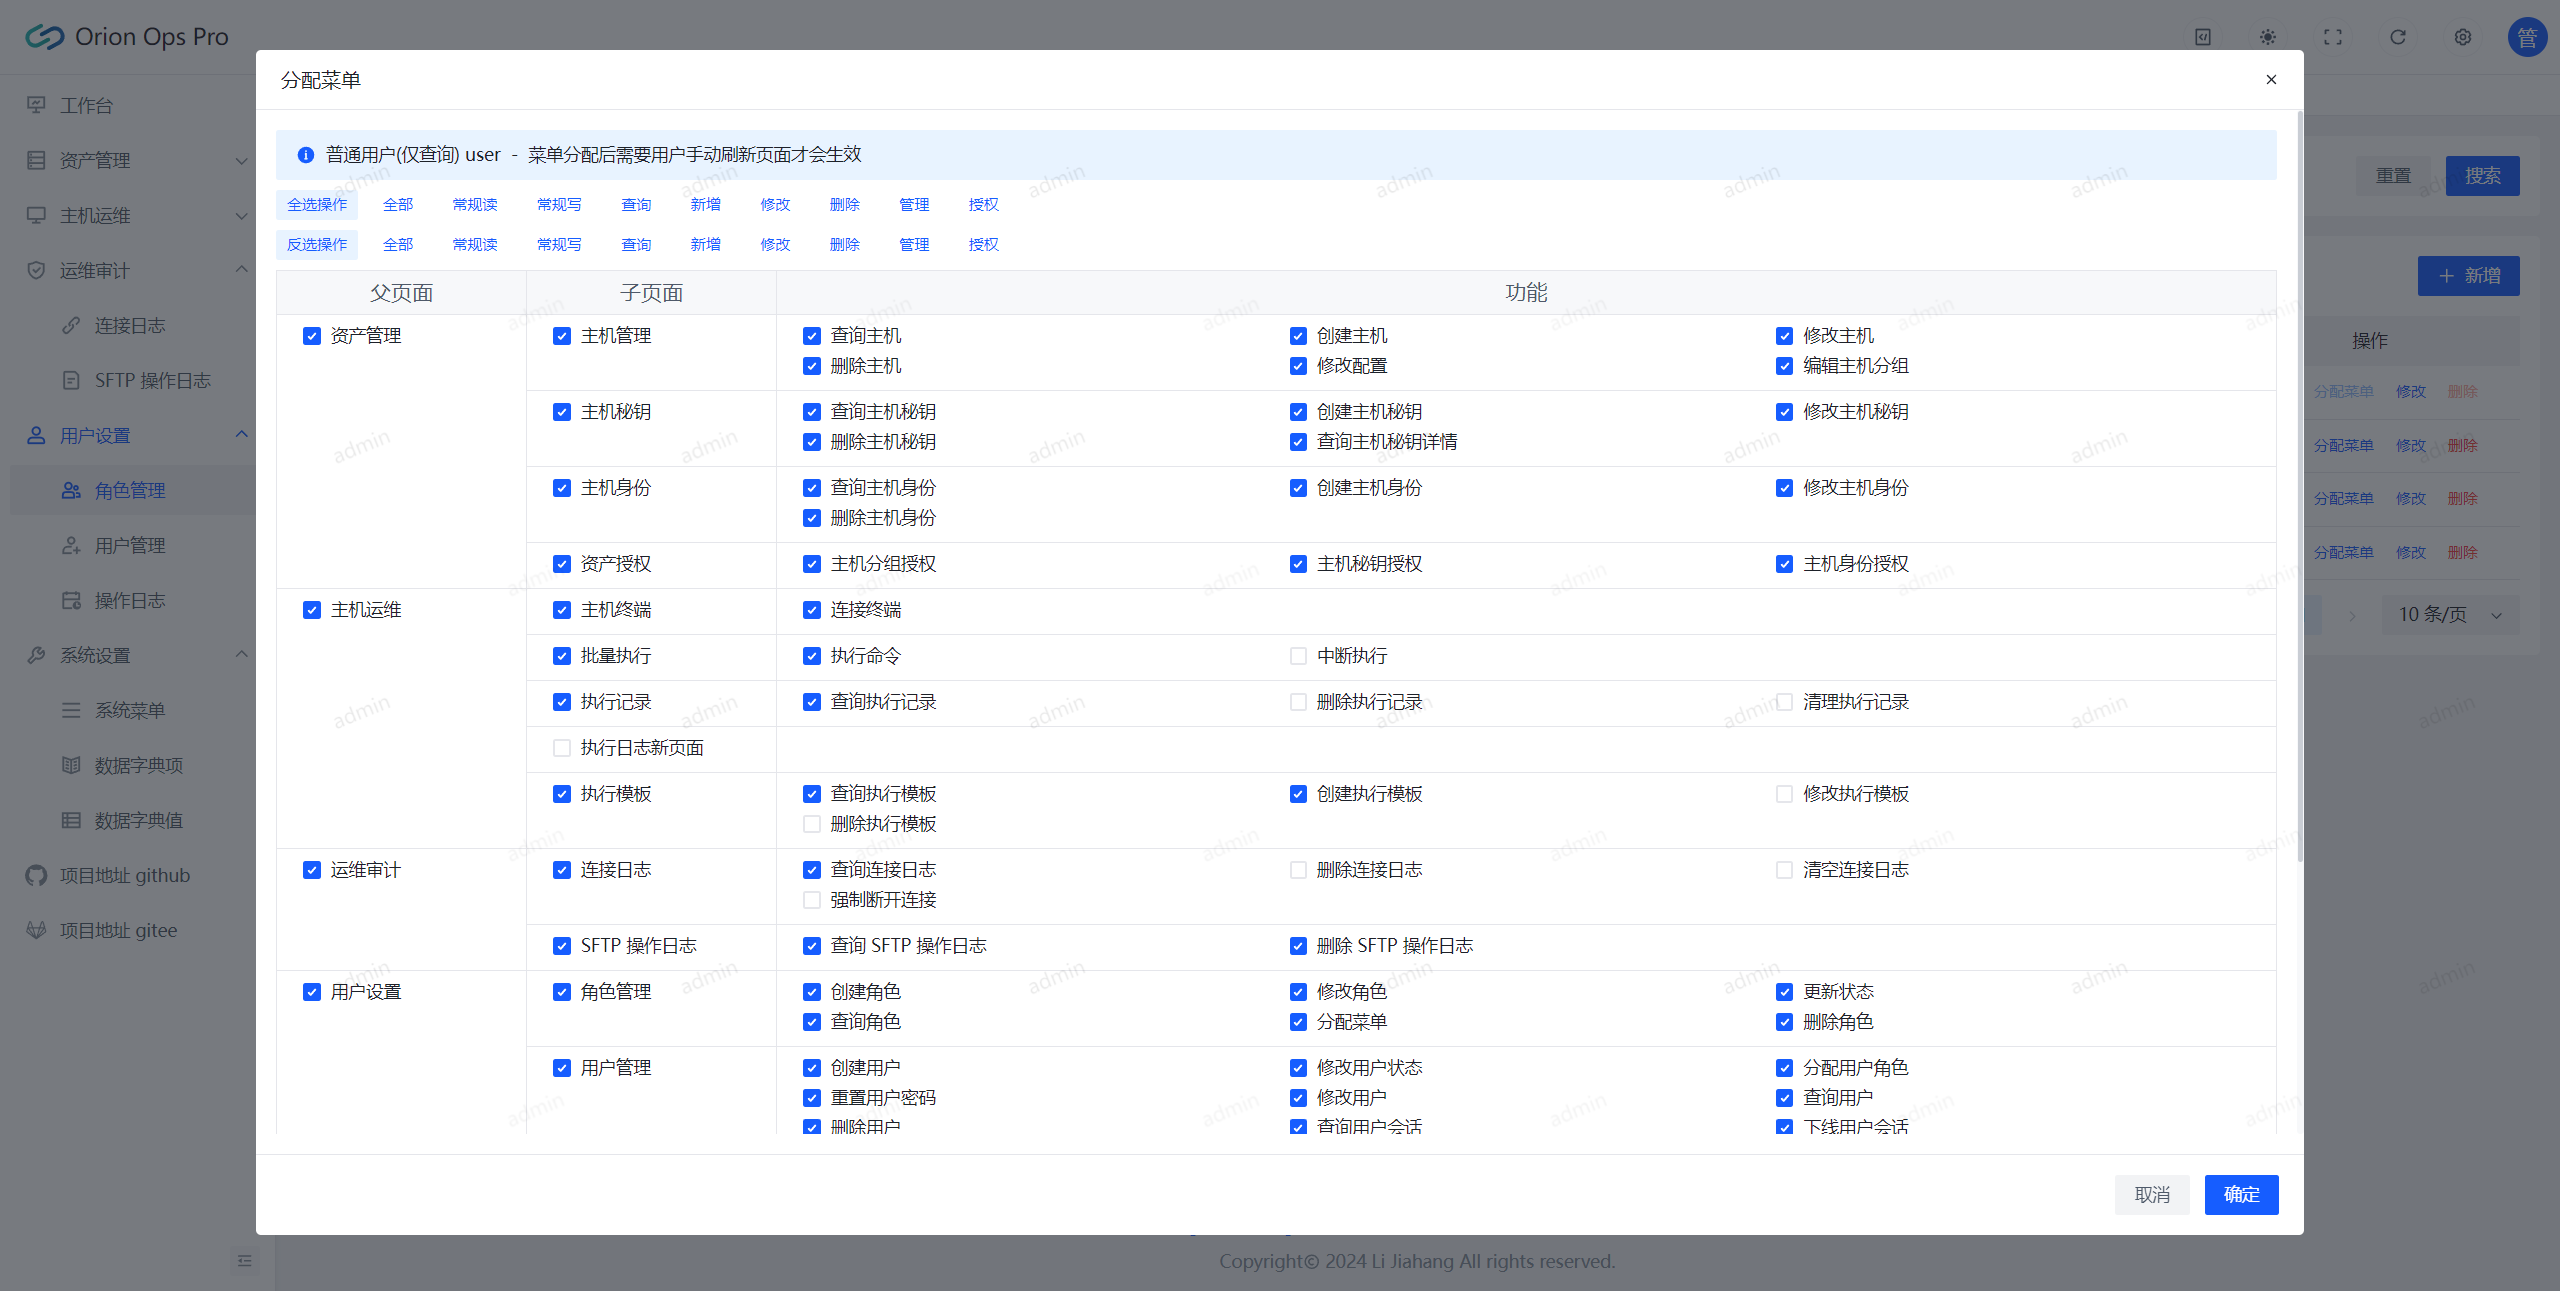 Orion Ops Pro
管
工作台
资产管理
主机运维
运维审计
连接日志
SFTP 操作日志
用户设置
角色管理
用户管理
操作日志
系统设置
系统菜单
数据字典项
数据字典值
项目地址 github
项目地址 gitee
分配菜单
普通用户(仅查询) user - 菜单分配后需要用户手动刷新页面才会生效
全选操作 全部 常规读 常规写 查询 新增 修改 删除 管理 授权
反选操作 全部 常规读 常规写 查询 新增 修改 删除 管理 授权
父页面 子页面 功能
资产管理 主机管理 查询主机 创建主机 修改主机
删除主机 修改配置 编辑主机分组
主机秘钥 查询主机秘钥 创建主机秘钥 修改主机秘钥
删除主机秘钥 查询主机秘钥详情
主机身份 查询主机身份 创建主机身份 修改主机身份
删除主机身份
资产授权 主机分组授权 主机秘钥授权 主机身份授权
主机运维 主机终端 连接终端
批量执行 执行命令 中断执行
执行记录 查询执行记录 删除执行记录 清理执行记录
执行日志新页面
执行模板 查询执行模板 创建执行模板 修改执行模板
删除执行模板
运维审计 连接日志 查询连接日志 删除连接日志 清空连接日志
强制断开连接
SFTP 操作日志 查询 SFTP 操作日志 删除 SFTP 操作日志
用户设置 角色管理 创建角色 修改角色 更新状态
查询角色 分配菜单 删除角色
用户管理 创建用户 修改用户状态 分配用户角色
重置用户密码 修改用户 查询用户
删除用户 查询用户会话 下线用户会话
取消 确定
重置 搜索
新增
操作
分配菜单 修改 删除
分配菜单 修改 删除
分配菜单 修改 删除
分配菜单 修改 删除
10 条/页
Copyright© 2024 Li Jiahang All rights reserved.
admin